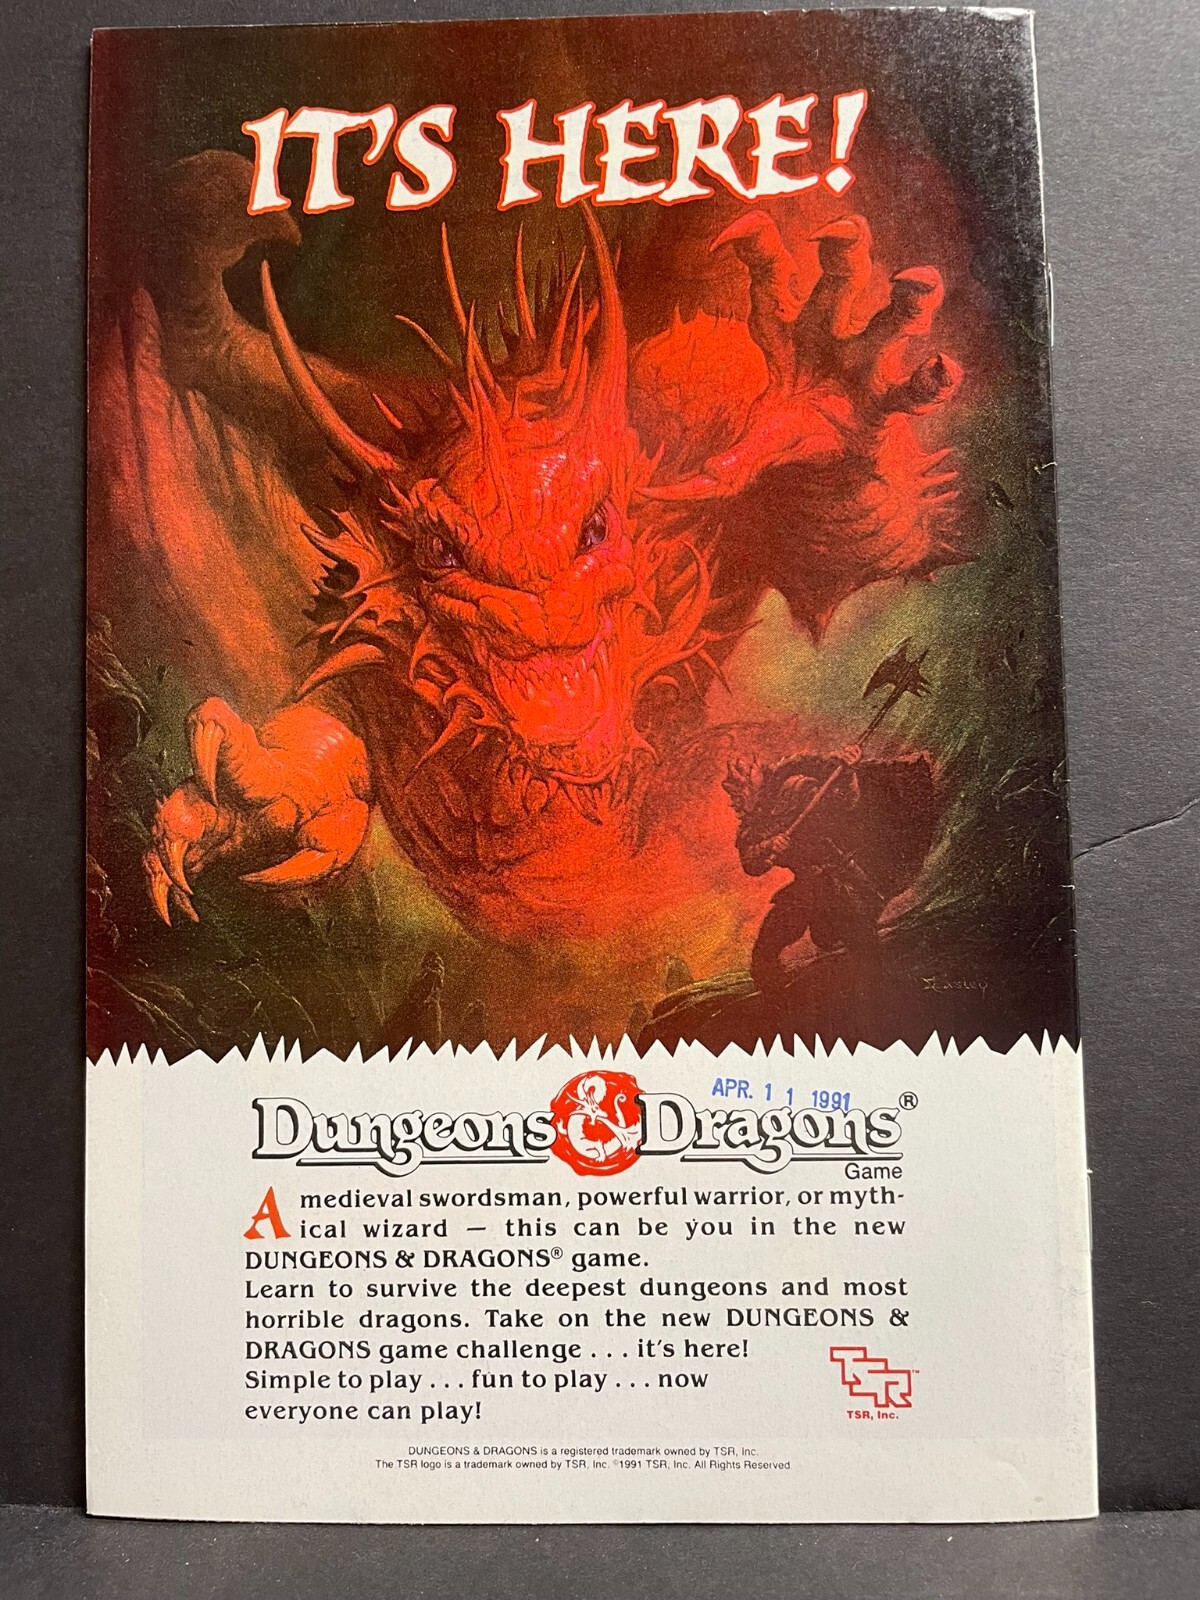 IT'S HERE!
Easley
Dungeons & Dragons®
APR. 1 1 1991
Game
A medieval swordsman, powerful warrior, or myth-
ical wizard — this can be you in the new
DUNGEONS & DRAGONS® game.
Learn to survive the deepest dungeons and most
horrible dragons. Take on the new DUNGEONS &
DRAGONS game challenge . . . it's here!
Simple to play . . . fun to play . . . now
everyone can play!
TSR™
TSR, Inc.
DUNGEONS & DRAGONS is a registered trademark owned by TSR, Inc.
The TSR logo is a trademark owned by TSR, Inc. ©1991 TSR, Inc. All Rights Reserved.